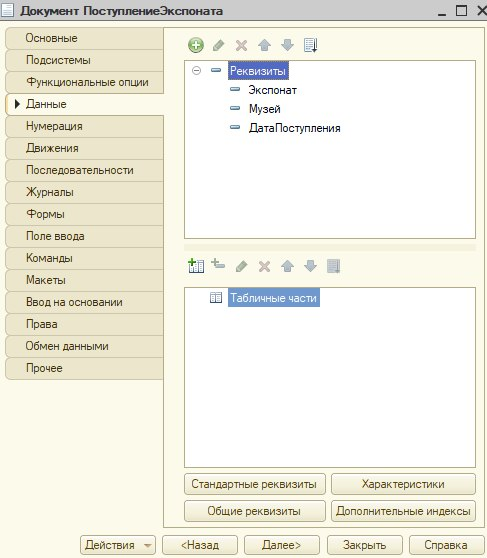 Документ ПоступлениеЭкспоната
Основные
Подсистемы
Функциональные опции
Данные
Нумерация
Движения
Последовательности
Журналы
Формы
Поле ввода
Команды
Макеты
Ввод на основании
Права
Обмен данными
Прочее
Реквизиты
Экспонат
Музей
ДатаПоступления
Табличные части
Стандартные реквизиты
Характеристики
Общие реквизиты
Дополнительные индексы
Действия
<Назад
Далее>
Закрыть
Справка